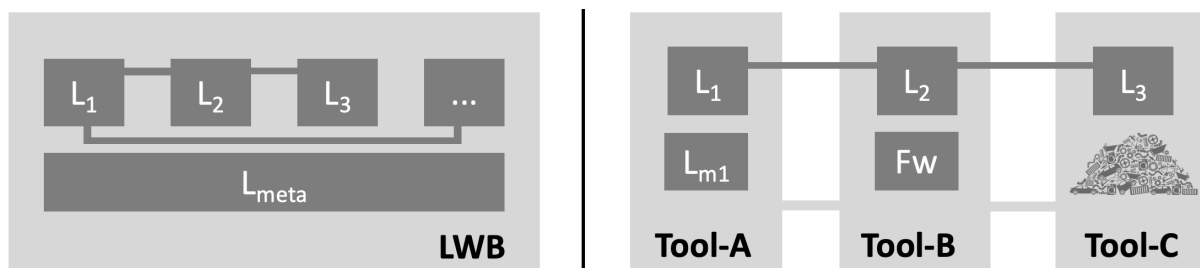 L1
L2
L3
...
Lmeta
LWB
L1
L2
L3
Lm1
Fw
Tool-A
Tool-B
Tool-C